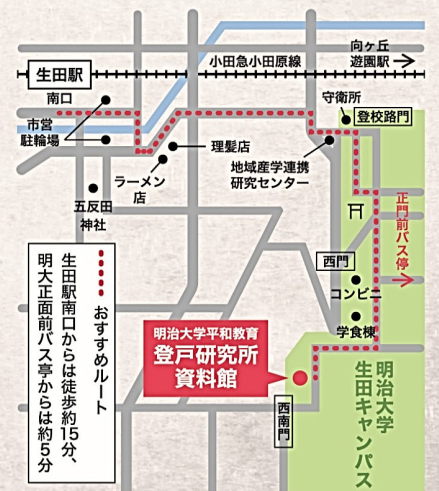 向ヶ丘
遊園駅
小田急小田原線
生田駅
南口
守衛所
登校路門
市営
駐輪場
理髪店
地域産学連携
研究センター
ラーメン
店
五反田
神社
正門前バス停
西門
コンビニ
学食棟
おすすめルート
生田駅南口からは徒歩約15分、
明大正面前バス亭からは約5分
明治大学平和教育
登戸研究所
資料館
西南門
明治大学
生田キャンパス